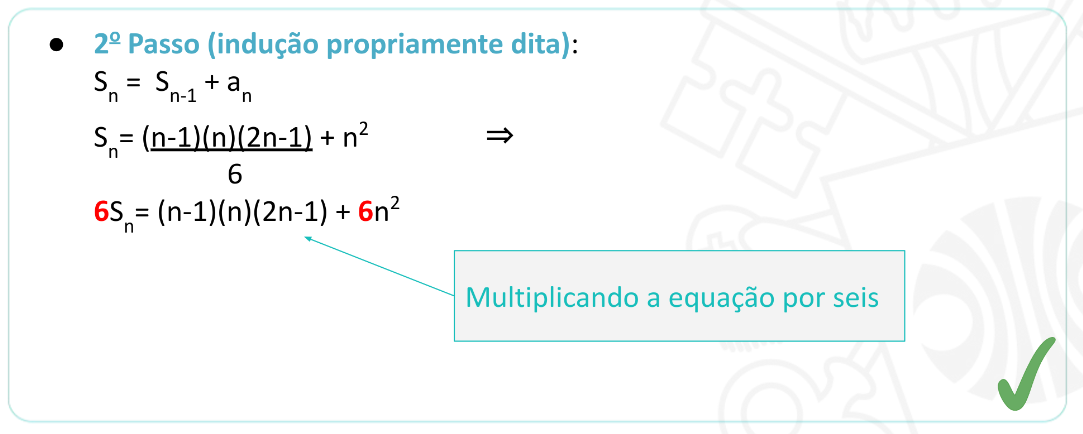 ● 2º Passo (indução propriamente dita):
Sₙ = Sₙ₋₁ + aₙ
Sₙ= (n-1)(n)(2n-1) + n² ⇒
6
6Sₙ= (n-1)(n)(2n-1) + 6n²
Multiplicando a equação por seis